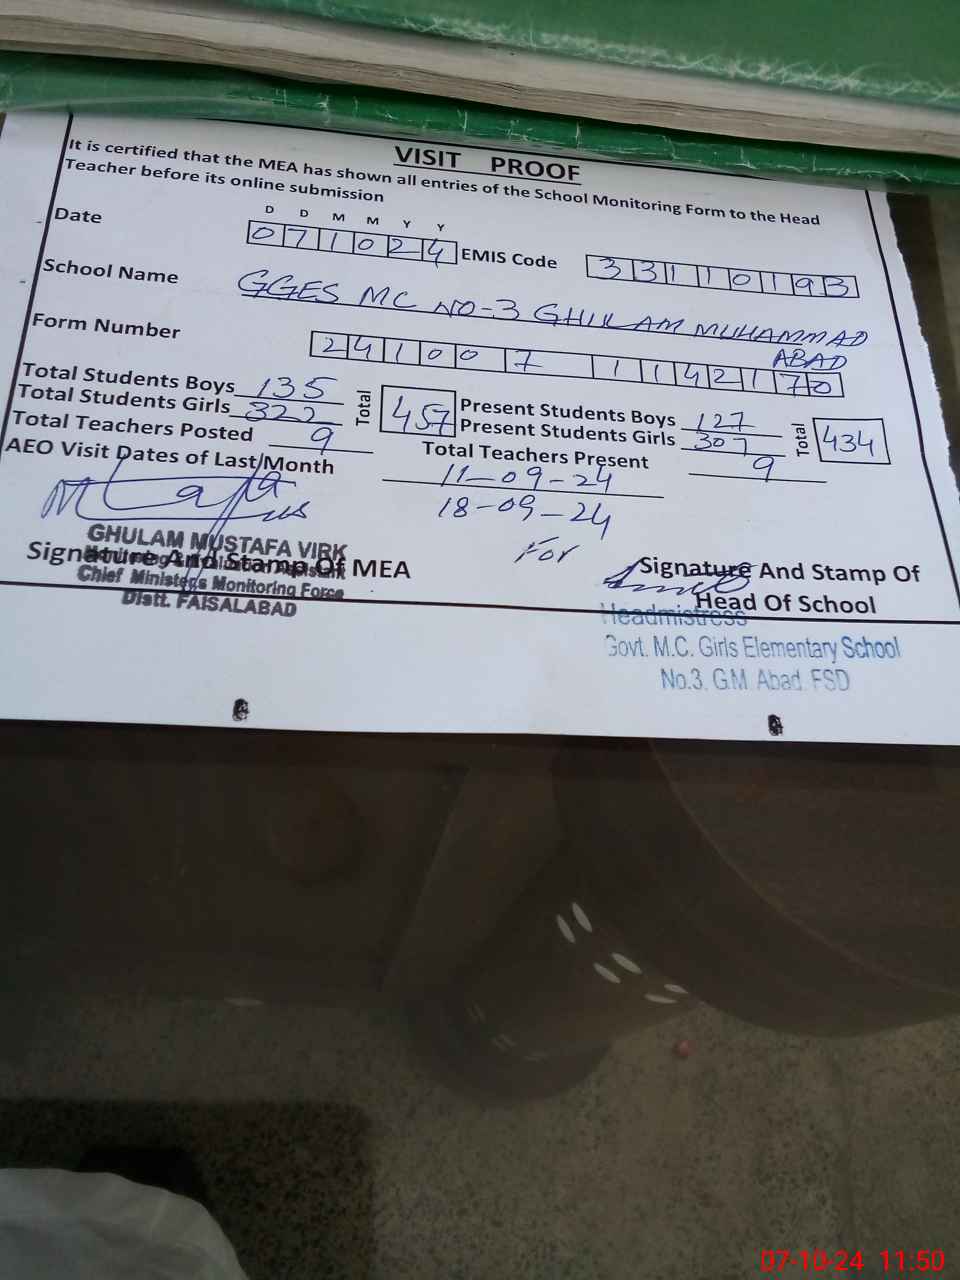 VISIT PROOF
It is certified that the MEA has shown all entries of the School Monitoring Form to the Head
Teacher before its online submission
D D M M Y Y
Date 071024 EMIS Code 33110193
School Name GGES MC NO-3 GHULAM MUHAMMAD
ABAD
Form Number 24100711142170
Total Students Boys 135 Total 457 Present Students Boys 127 Total 434
Total Students Girls 322 Present Students Girls 307
Total Teachers Posted 9 Total Teachers Present 9
AEO Visit Dates of Last Month 11-09-24
18-09-24
For
GHULAM MUSTAFA VIRK
Monitoring & Evaluation Assistant
Signature And Stamp Of MEA
Chief Ministers Monitoring Force
Distt. FAISALABAD
Signature And Stamp Of
Head Of School
Headmistress
Govt. M.C. Girls Elementary School
No.3, G.M. Abad. FSD
07-10-24 11:50